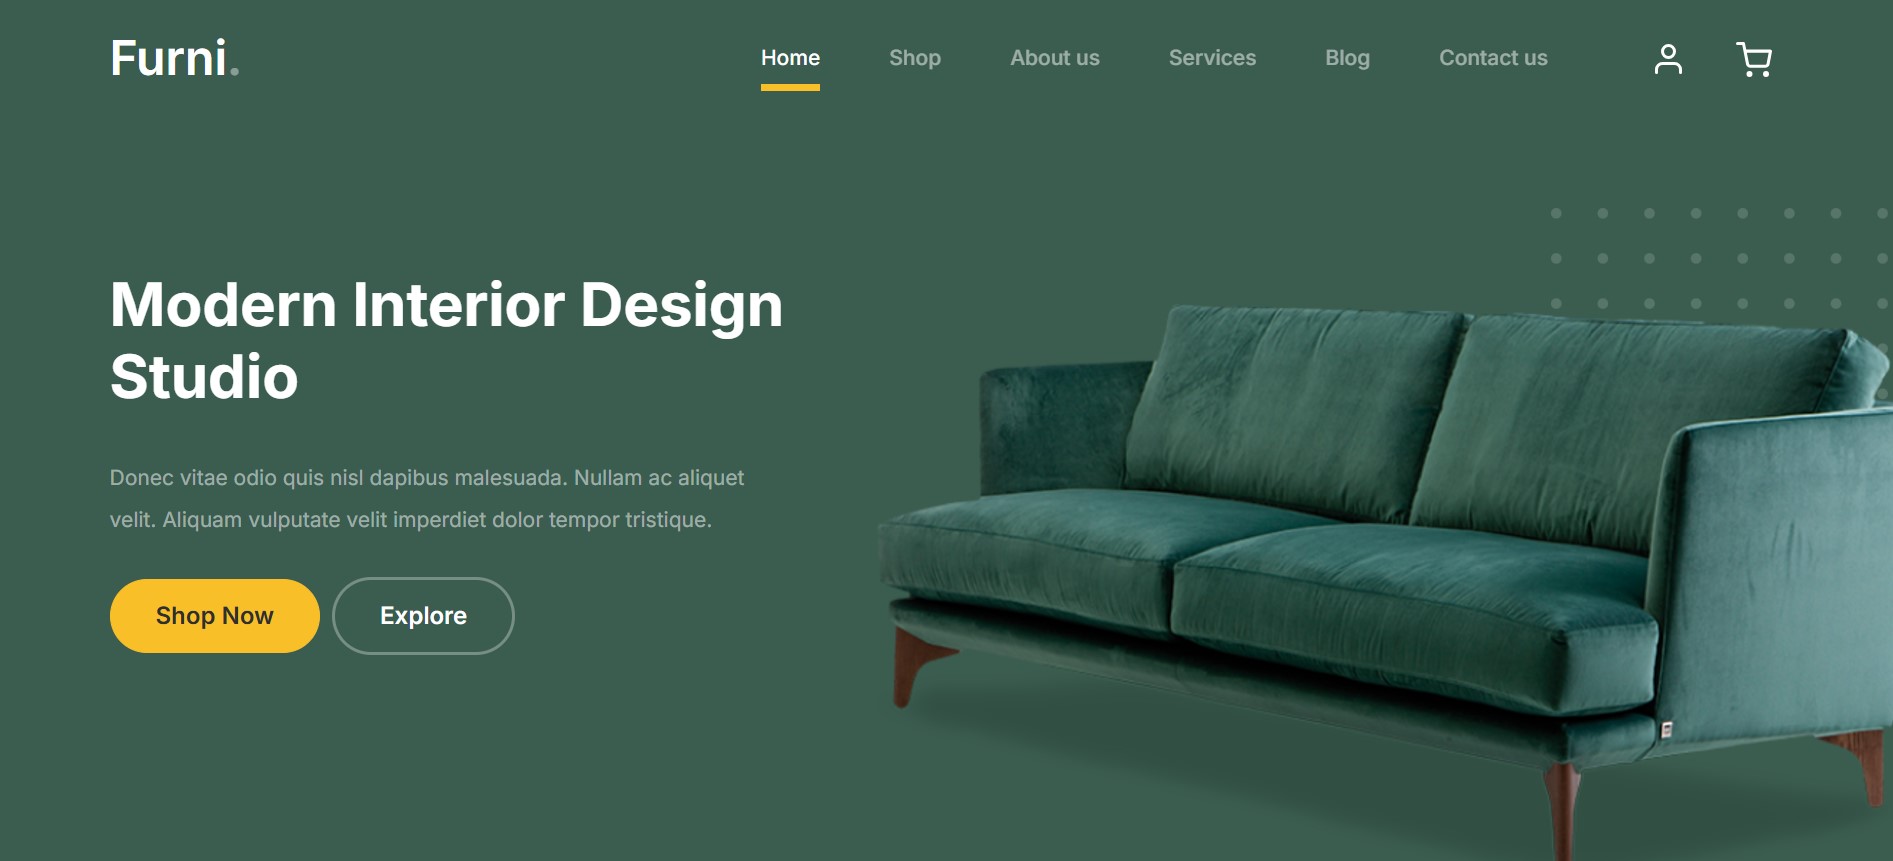 Furni.
Home Shop About us Services Blog Contact us
Modern Interior Design
Studio
Donec vitae odio quis nisl dapibus malesuada. Nullam ac aliquet
velit. Aliquam vulputate velit imperdiet dolor tempor tristique.
Shop Now Explore